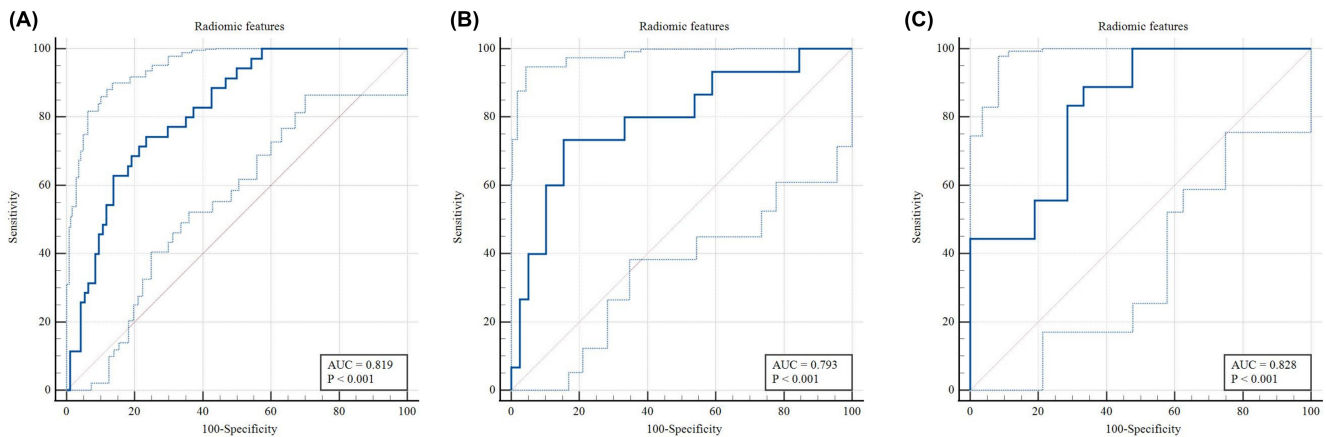 (A)
Radiomic features
100
80
60
40
20
0
Sensitivity
AUC = 0.819
P < 0.001
0 20 40 60 80 100
100-Specificity
(B)
Radiomic features
100
80
60
40
20
0
Sensitivity
AUC = 0.793
P < 0.001
0 20 40 60 80 100
100-Specificity
(C)
Radiomic features
100
80
60
40
20
0
Sensitivity
AUC = 0.828
P < 0.001
0 20 40 60 80 100
100-Specificity